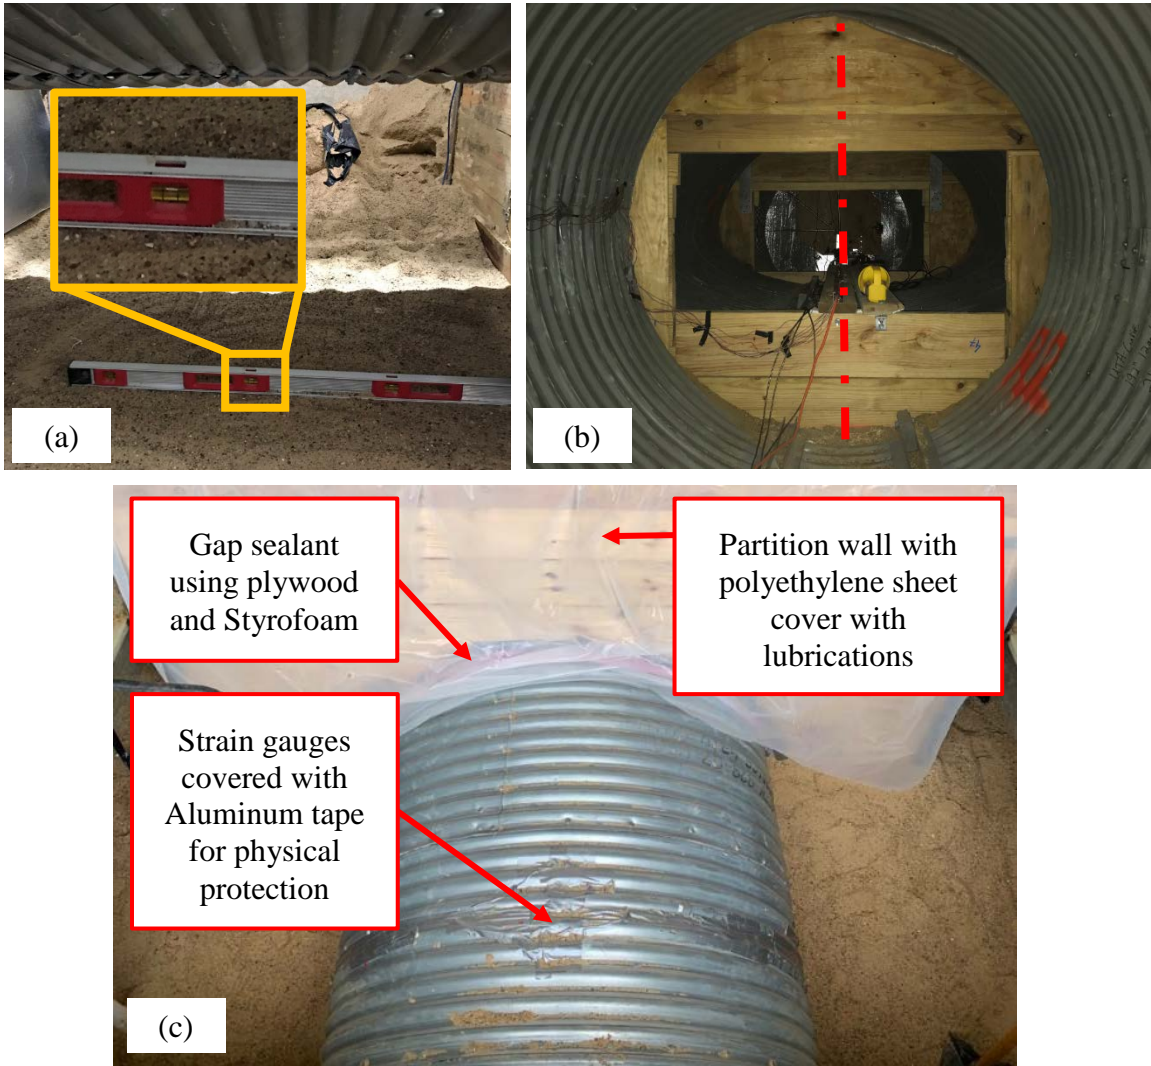 (a)
(b)
Gap sealant
using plywood
and Styrofoam
Partition wall with
polyethylene sheet
cover with
lubrications
Strain gauges
covered with
Aluminum tape
for physical
protection
(c)